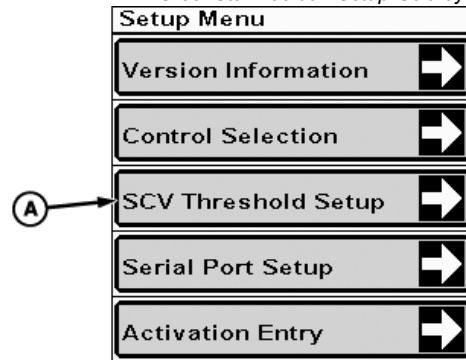 Setup Menu
Version Information
Control Selection
A
SCV Threshold Setup
Serial Port Setup
Activation Entry